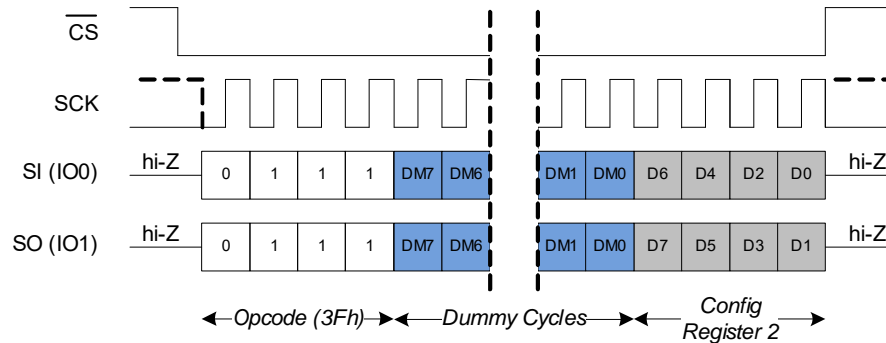 CS
SCK
SI (IO0) hi-Z 0 1 1 1 DM7 DM6 DM1 DM0 D6 D4 D2 D0 hi-Z
SO (IO1) hi-Z 0 1 1 1 DM7 DM6 DM1 DM0 D7 D5 D3 D1 hi-Z
Opcode (3Fh) Dummy Cycles Config
Register 2